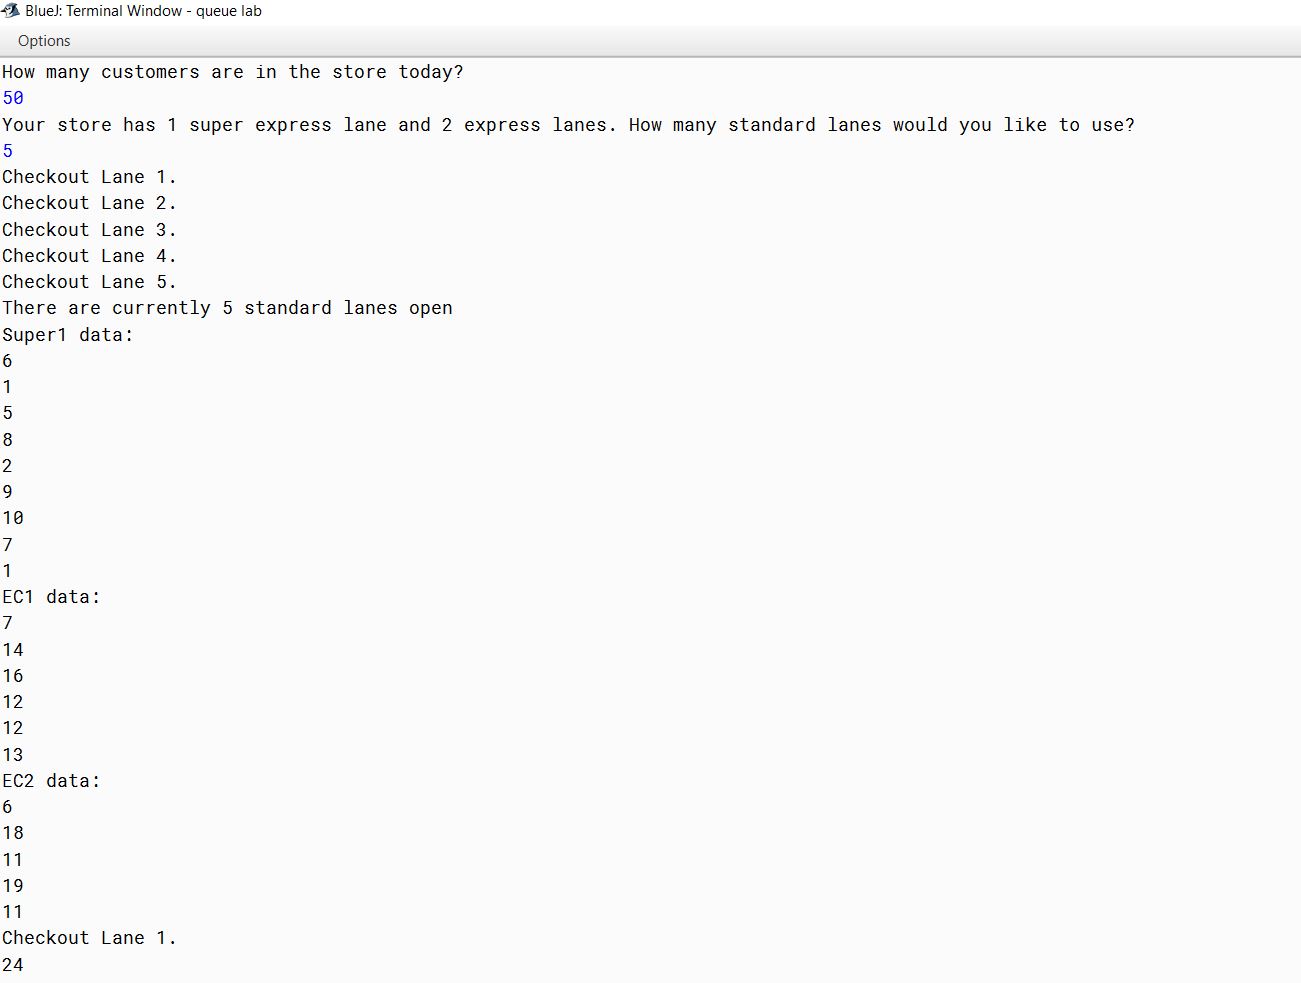 BlueJ: Terminal Window - queue lab
Options
How many customers are in the store today?
50
Your store has 1 super express lane and 2 express lanes. How many standard lanes would you like to use?
5
Checkout Lane 1.
Checkout Lane 2.
Checkout Lane 3.
Checkout Lane 4.
Checkout Lane 5.
There are currently 5 standard lanes open
Super1 data:
6
1
5
8
2
9
10
7
1
EC1 data:
7
14
16
12
12
13
EC2 data:
6
18
11
19
11
Checkout Lane 1.
24